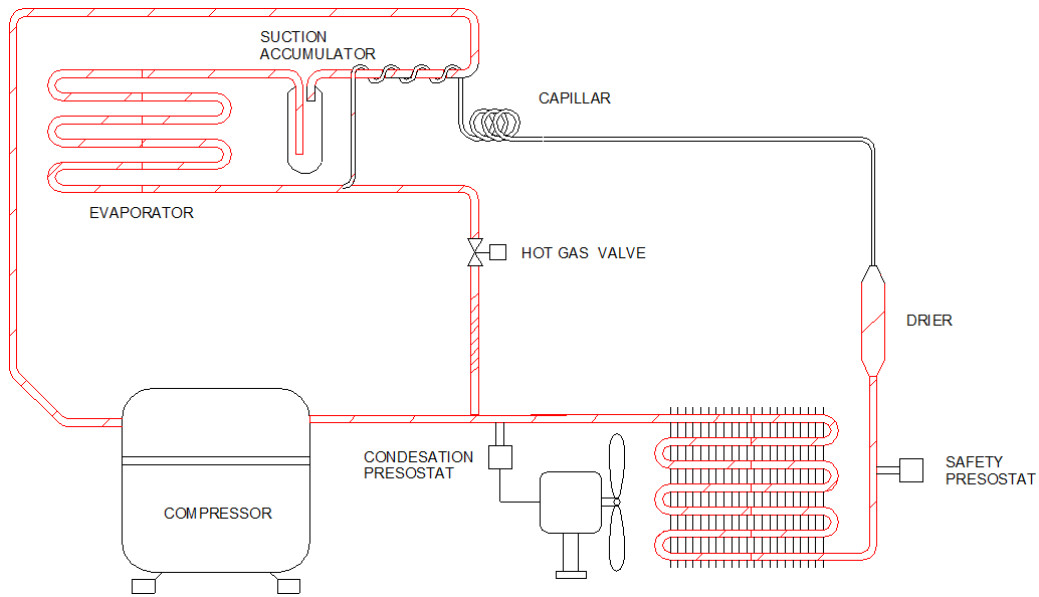 SUCTION
ACCUMULATOR
CAPILLAR
EVAPORATOR
HOT GAS VALVE
DRIER
CONDESATION
PRESOSTAT
SAFETY
PRESOSTAT
COMPRESSOR